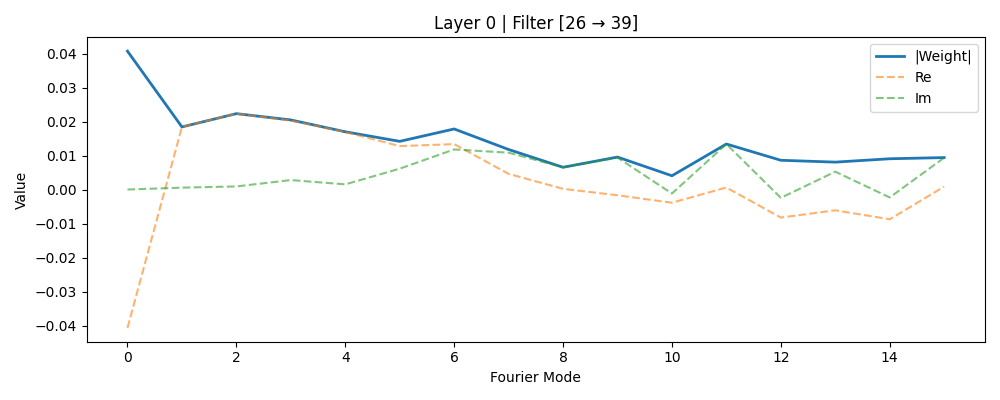 Layer 0 | Filter [26 → 39]
|Weight|
Re
Im
Value
0.04
0.03
0.02
0.01
0.00
−0.01
−0.02
−0.03
−0.04
0 2 4 6 8 10 12 14
Fourier Mode